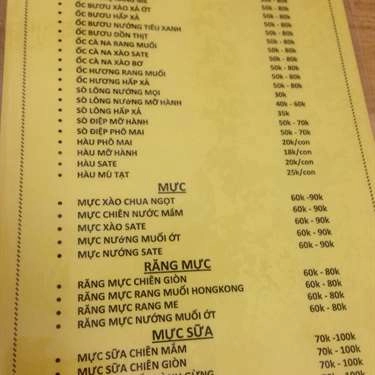 ỐC BƯƠU XÀO XẢ ỚT 50k - 80k
ỐC BƯƠU HẤP XẢ 50k - 80k
ỐC BƯƠU NƯỚNG TIÊU XANH 50k - 80k
ỐC BƯƠU DỒN THỊT 50k - 80k
ỐC CÀ NA RANG MUỐI 50k - 80k
ỐC CÀ NA XÀO SATE 50k - 80k
ỐC CÀ NA XÀO BƠ 50k - 80k
ỐC HƯƠNG RANG MUỐI 50k - 80k
ỐC HƯƠNG HẤP XẢ 50k - 80k
SÒ LÔNG NƯỚNG MỌI 30k
SÒ LÔNG NƯỚNG MỠ HÀNH 40k - 60k
SÒ LÔNG HẤP XẢ 35k
SÒ ĐIỆP MỠ HÀNH 50k - 70k
SÒ ĐIỆP PHÔ MAI 50k - 70k
HÀU PHÔ MAI 20k/con
HÀU MỠ HÀNH 18k/con
HÀU SATE 20k/con
HÀU MÙ TẠT 25k/con
MỰC
MỰC XÀO CHUA NGỌT 60k -90k
MỰC CHIÊN NƯỚC MẮM 60k -90k
MỰC XÀO SATE 60k -90k
MỰC NƯỚNG MUỐI ỚT 60k -90k
MỰC NƯỚNG SATE 60k -90k
RĂNG MỰC
RĂNG MỰC CHIÊN GIÒN 60k - 80k
RĂNG MỰC RANG MUỐI HONGKONG 60k - 80k
RĂNG MỰC RANG ME 60k - 80k
RĂNG MỰC NƯỚNG MUỐI ỚT 60k - 80k
MỰC SỮA
MỰC SỮA CHIÊN MẮM 70k -100k
MỰC SỮA CHIÊN GIÒN 70k - 100k
70k -100k